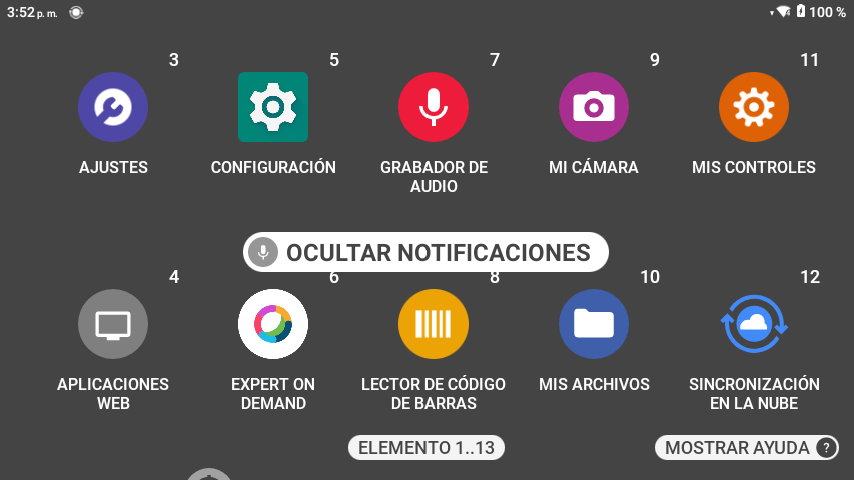 3:52 p. m.
100 %
3
5
7
9
11
AJUSTES
CONFIGURACIÓN
GRABADOR DE
AUDIO
MI CÁMARA
MIS CONTROLES
OCULTAR NOTIFICACIONES
4
6
8
10
12
APLICACIONES
WEB
EXPERT ON
DEMAND
LECTOR DE CÓDIGO
DE BARRAS
MIS ARCHIVOS
SINCRONIZACIÓN
EN LA NUBE
ELEMENTO 1..13
MOSTRAR AYUDA ?